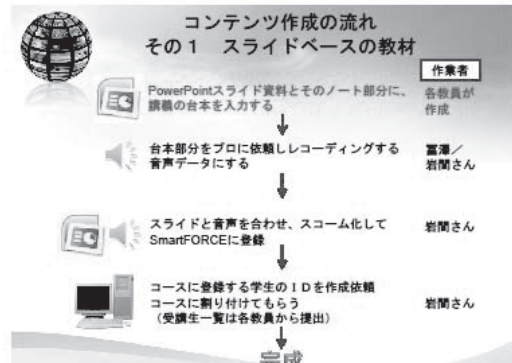 コンテンツ作成の流れ
その1 スライドベースの教材
作業者
PowerPointスライド資料とそのノート部分に、
講義の台本を入力する
各教員が
作成
台本部分をプロに依頼しレコーディングする
音声データにする
冨澤／
岩間さん
スライドと音声を合わせ、スコーム化して
SmartFORCEに登録
岩間さん
コースに登録する学生のIDを作成依頼
コースに割り付けてもらう
（受講生一覧は各教員から提出）
岩間さん
完成